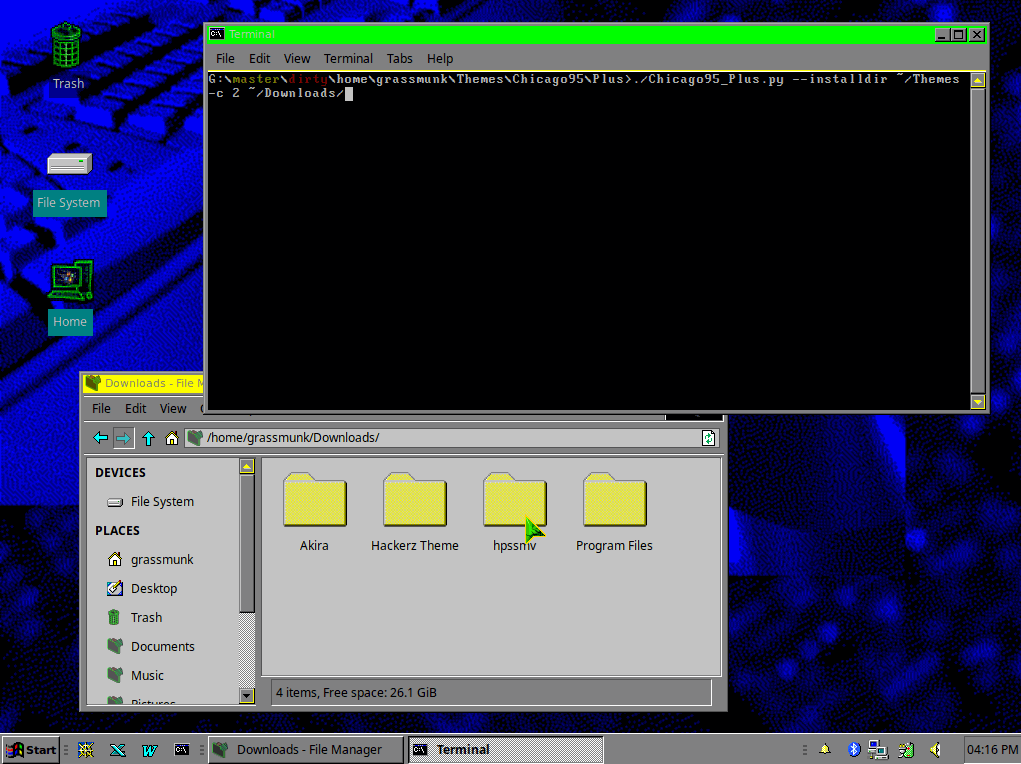 Terminal
File Edit View Terminal Tabs Help
G:\master\dirty\home\grassmunk\Themes\Chicago95\Plus>./Chicago95_Plus.py --installdir ~/Themes
-c 2 ~/Downloads/
Trash
File System
Home
Downloads - File M
File Edit View
/home/grassmunk/Downloads/
DEVICES
File System
PLACES
grassmunk
Desktop
Trash
Documents
Music
Pictures
Akira
Hackerz Theme
hpssmv
Program Files
4 items, Free space: 26.1 GiB
Start
Downloads - File Manager
Terminal
04:16 PM